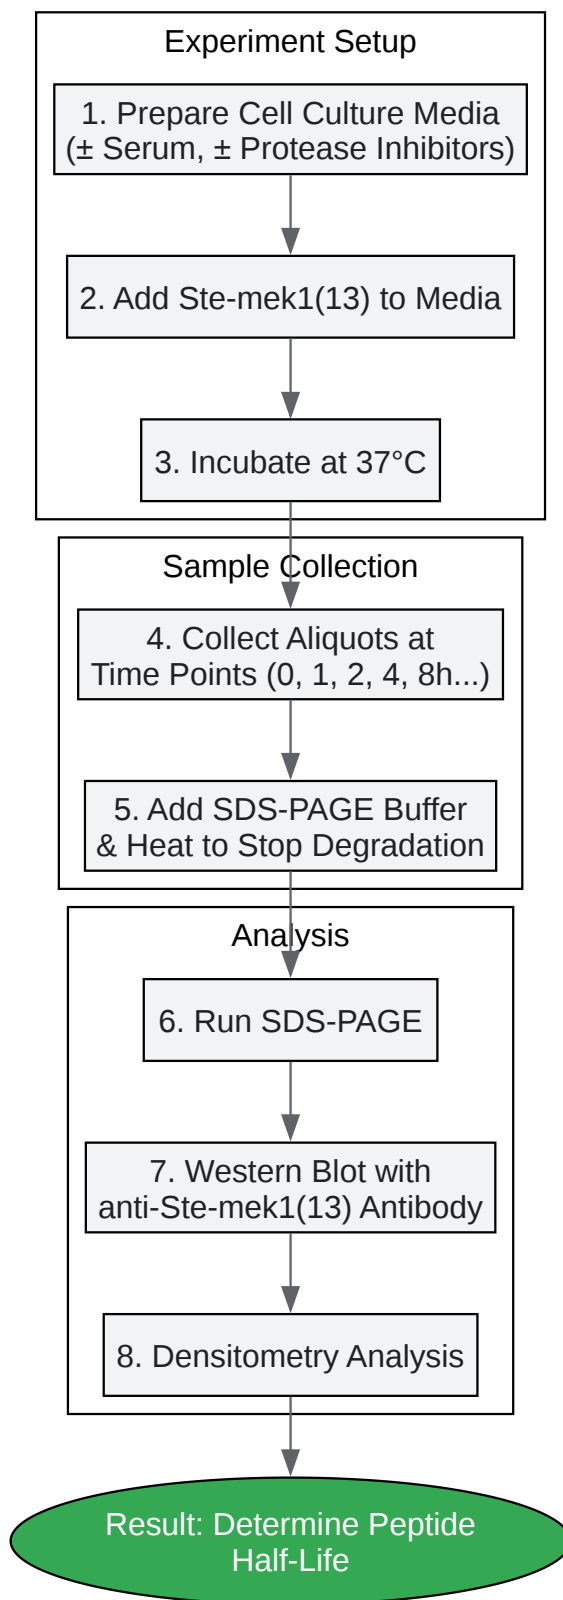 Experiment Setup
1. Prepare Cell Culture Media
(± Serum, ± Protease Inhibitors)
2. Add Ste-mek1(13) to Media
3. Incubate at 37°C
Sample Collection
4. Collect Aliquots at
Time Points (0, 1, 2, 4, 8h...)
5. Add SDS-PAGE Buffer
& Heat to Stop Degradation
Analysis
6. Run SDS-PAGE
7. Western Blot with
anti-Ste-mek1(13) Antibody
8. Densitometry Analysis
Result: Determine Peptide
Half-Life